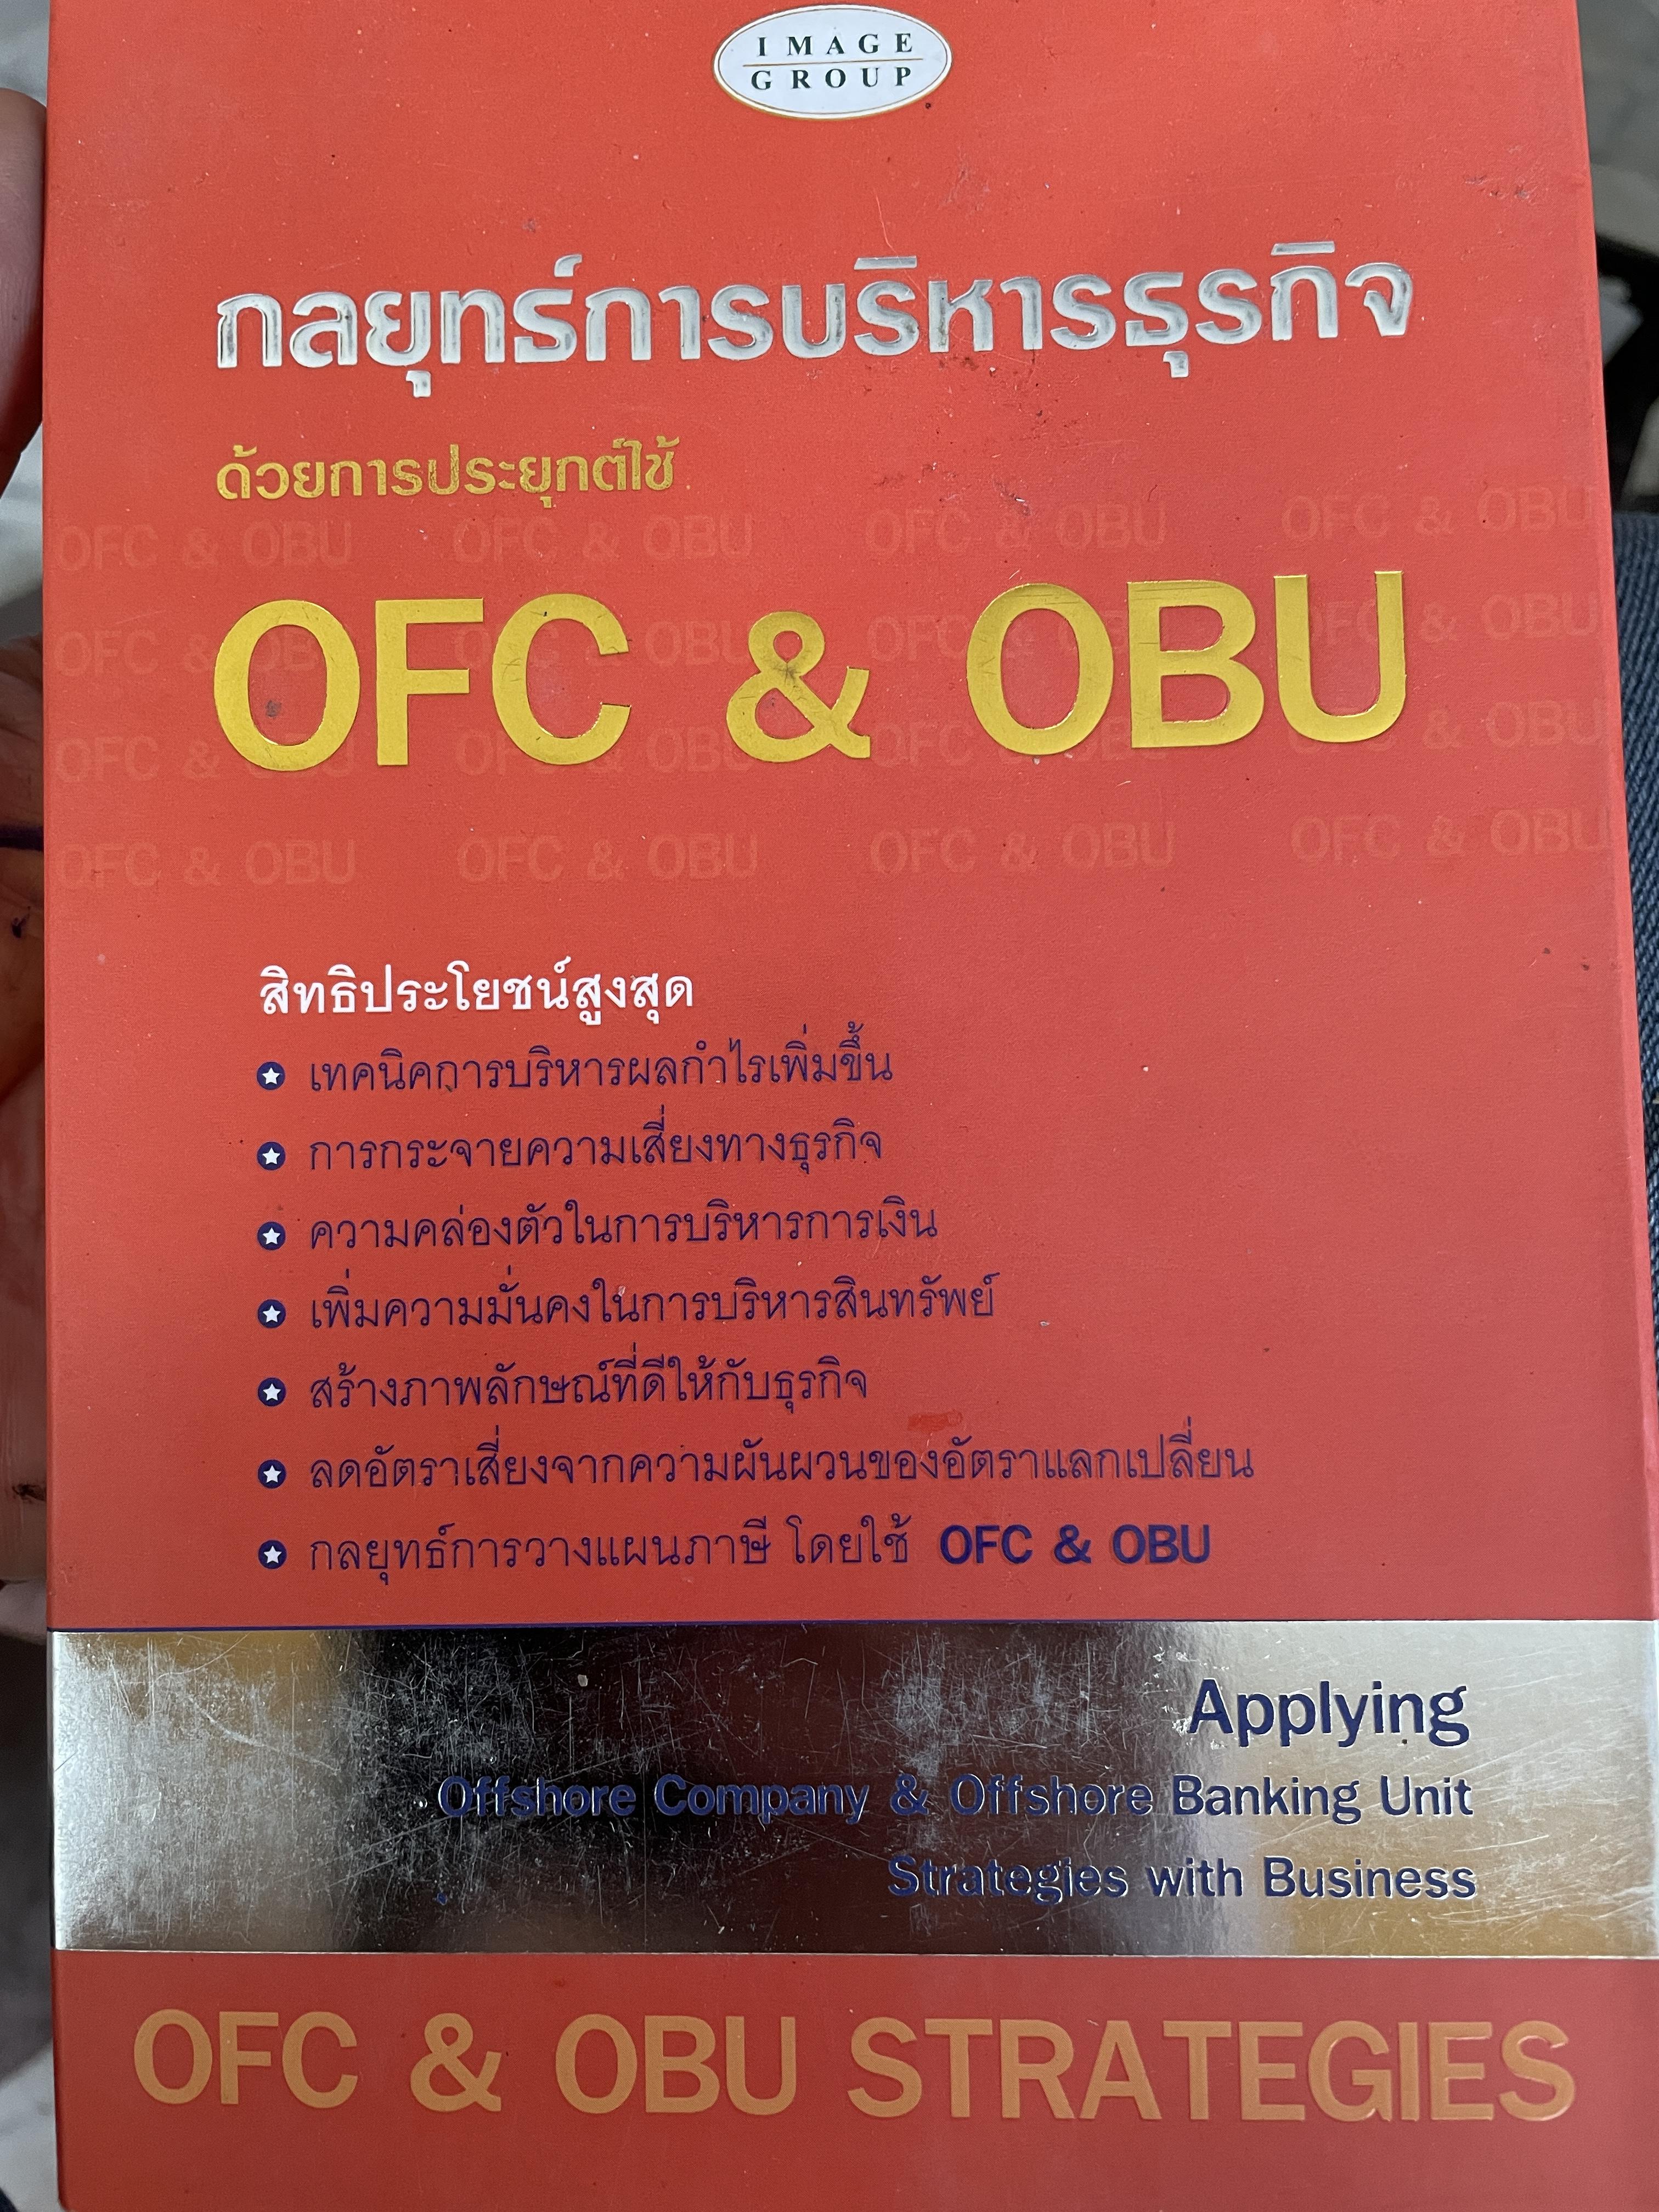 IMAGE
GROUP
กลยุทธ์การบริหารธุรกิจ
ด้วยการประยุกต์ใช้
OFC & OBU OFC & OBU OFC & OBU OFC & OBU
OFC & OBU
สิทธิประโยชน์สูงสุด
เทคนิคการบริหารผลกำไรเพิ่มขึ้น
การกระจายความเสี่ยงทางธุรกิจ
ความคล่องตัวในการบริหารการเงิน
เพิ่มความมั่นคงในการบริหารสินทรัพย์
สร้างภาพลักษณ์ที่ดีให้กับธุรกิจ
ลดอัตราเสี่ยงจากความผันผวนของอัตราแลกเปลี่ยน
กลยุทธ์การวางแผนภาษี โดยใช้ OFC & OBU
Applying
Offshore Company & Offshore Banking Unit
Strategies with Business
OFC & OBU STRATEGIES